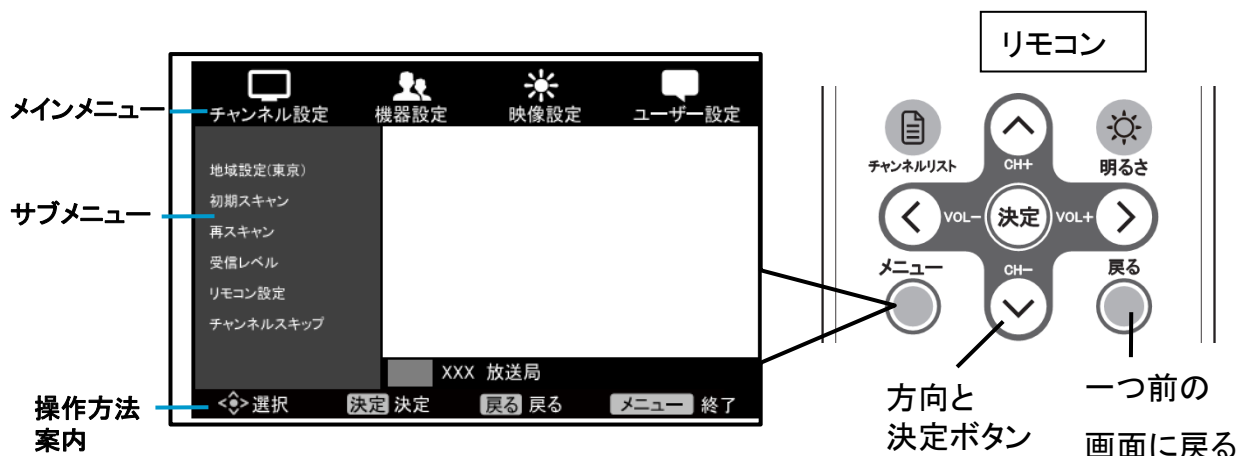 リモコン
メインメニュー
チャンネル設定 機器設定 映像設定 ユーザー設定
サブメニュー
地域設定(東京)
初期スキャン
再スキャン
受信レベル
リモコン設定
チャンネルスキップ
XXX 放送局
操作方法
案内
選択 決定 決定 戻る 戻る メニュー 終了
チャンネルリスト
CH+
明るさ
VOL−
決定
VOL+
メニュー
CH−
戻る
方向と
決定ボタン
一つ前の
画面に戻る